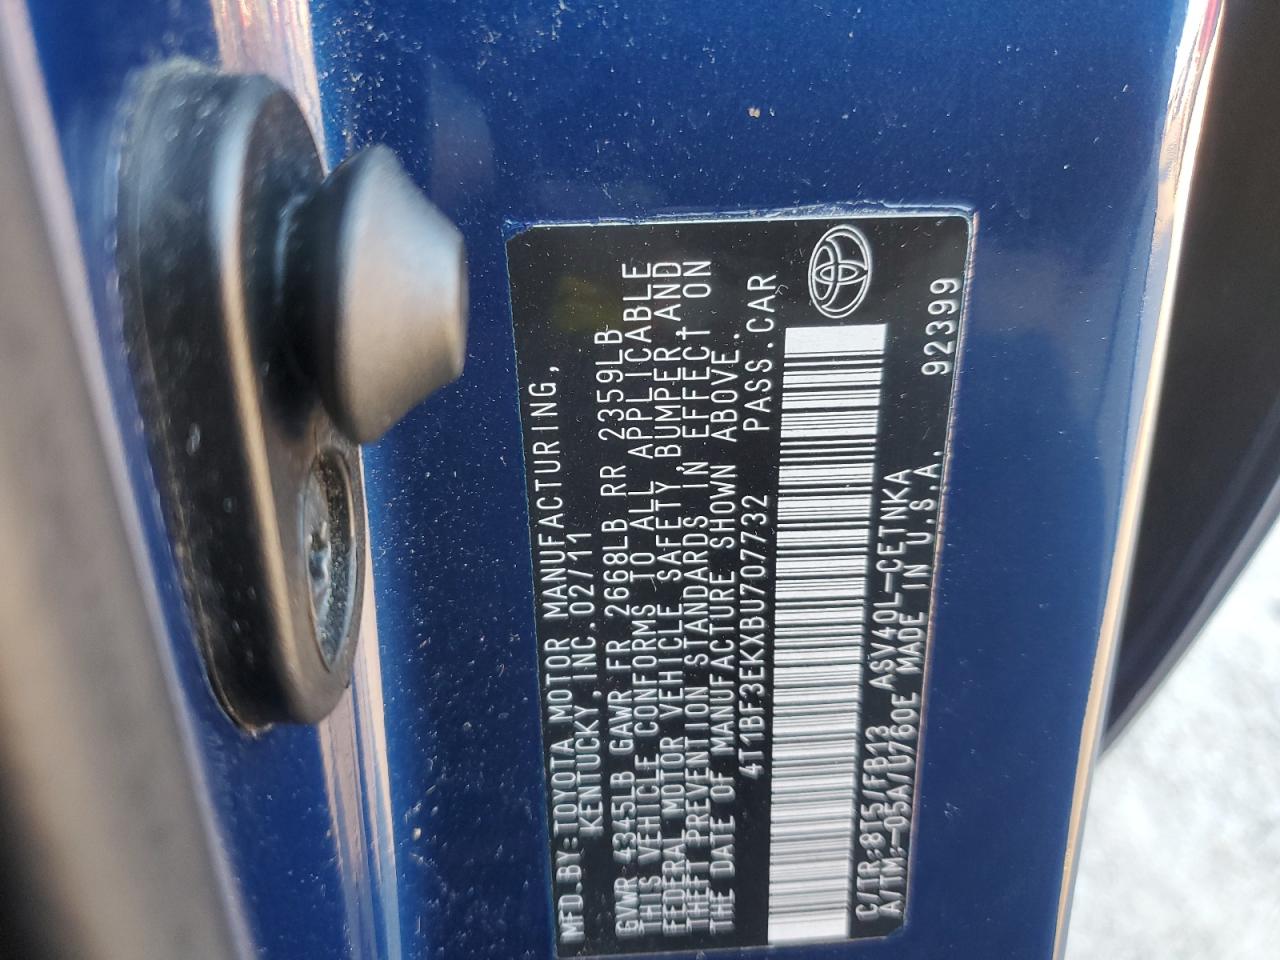 MFD.BY:TOYOTA MOTOR MANUFACTURING,
KENTUCKY,INC.02/11
GVWR 4345LB GAWR FR 2668LB RR 2359LB
THIS VEHICLE CONFORMS TO ALL APPLICABLE
FEDERAL MOTOR VEHICLE SAFETY,BUMPER,AND
THEFT PREVENTION STANDARDS IN EFFECT ON
THE DATE OF MANUFACTURE SHOWN ABOVE.
4T1BF3EKXBU707732 PASS.CAR
C/TR:8T5/FB13 ASV40L-CETNKA
A/TM:-05A/U760E MADE IN U.S.A.
92399